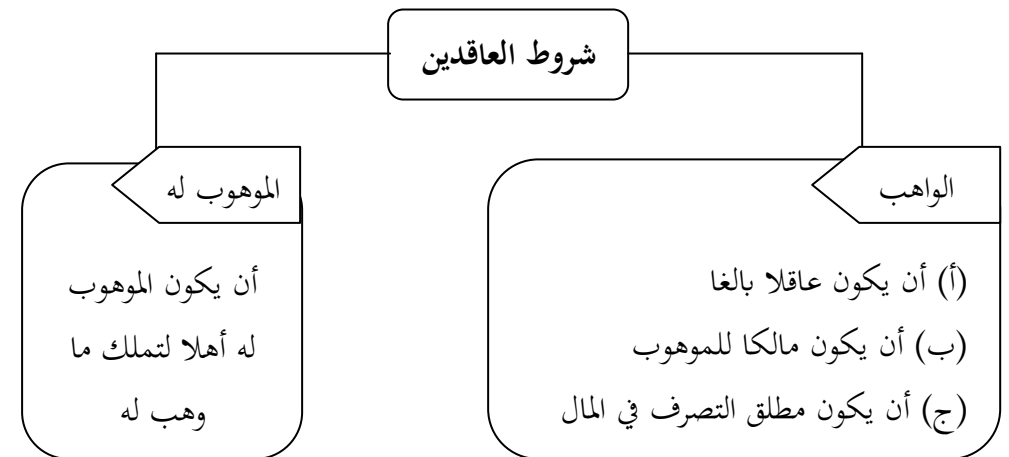 شروط العاقدين
الواهب
(أ) أن يكون عاقلا بالغا
(ب) أن يكون مالكا للموهوب
(ج) أن يكون مطلق التصرف في المال
الموهوب له
أن يكون الموهوب
له أهلا لتملك ما
وهب له